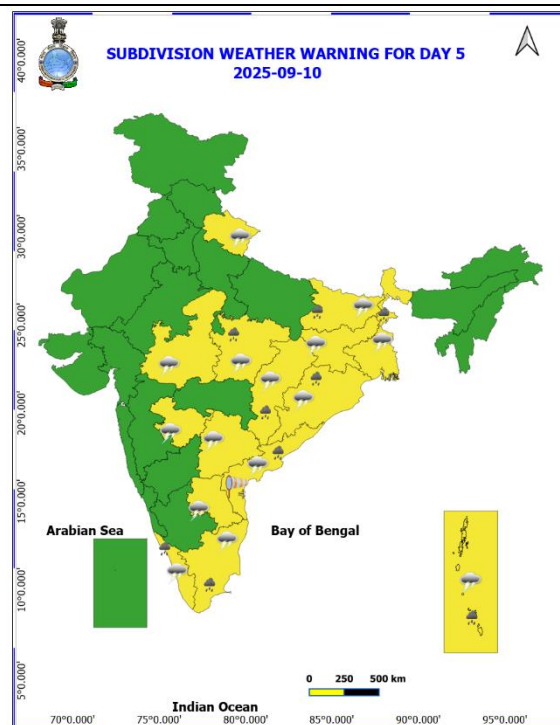 SUBDIVISION WEATHER WARNING FOR DAY 5
2025-09-10
40°0.000'
35°0.000'
30°0.000'
25°0.000'
20°0.000'
15°0.000'
10°0.000'
5°0.000'
Arabian Sea
Bay of Bengal
0 250 500 km
70°0.000' 75°0.000' 80°0.000' 85°0.000' 90°0.000' 95°0.000'
Indian Ocean